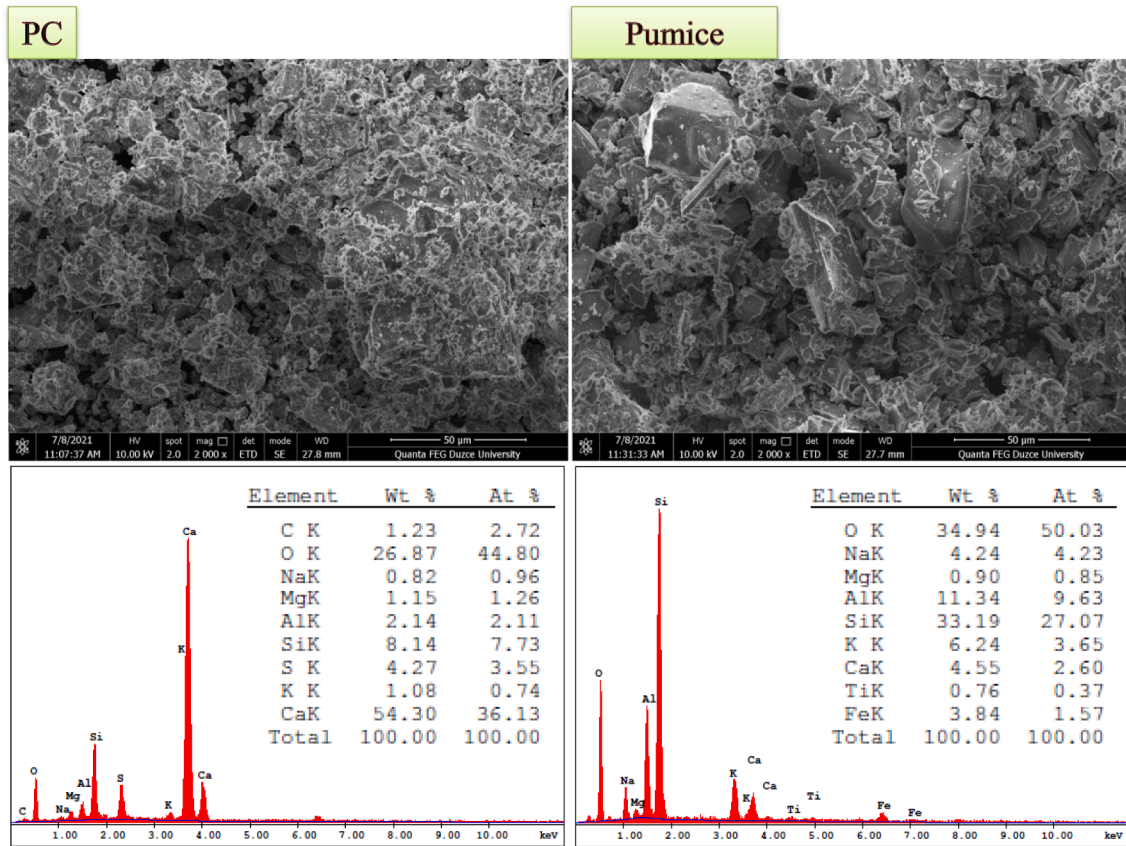 PC
Pumice
7/8/2021 HV spot mag □ det mode WD 50 µm
11:07:37 AM 10.00 kV 2.0 2 000 x ETD SE 27.8 mm Quanta FEG Duzce University
7/8/2021 HV spot mag □ det mode WD 50 µm
11:31:33 AM 10.00 kV 2.0 2 000 x ETD SE 27.7 mm Quanta FEG Duzce University
Element Wt % At %
C K 1.23 2.72
O K 26.87 44.80
NaK 0.82 0.96
MgK 1.15 1.26
AlK 2.14 2.11
SiK 8.14 7.73
S K 4.27 3.55
K K 1.08 0.74
CaK 54.30 36.13
Total 100.00 100.00
Ca
K
Si
O
Al
S
Ca
Mg
K
C
Na
1.00 2.00 3.00 4.00 5.00 6.00 7.00 8.00 9.00 10.00 keV
Element Wt % At %
O K 34.94 50.03
NaK 4.24 4.23
MgK 0.90 0.85
AlK 11.34 9.63
SiK 33.19 27.07
K K 6.24 3.65
CaK 4.55 2.60
TiK 0.76 0.37
FeK 3.84 1.57
Total 100.00 100.00
Si
O
Al
Ca
K
Na
Ca
K
Mg
Ti
Ti
Fe
Fe
1.00 2.00 3.00 4.00 5.00 6.00 7.00 8.00 9.00 10.00 keV